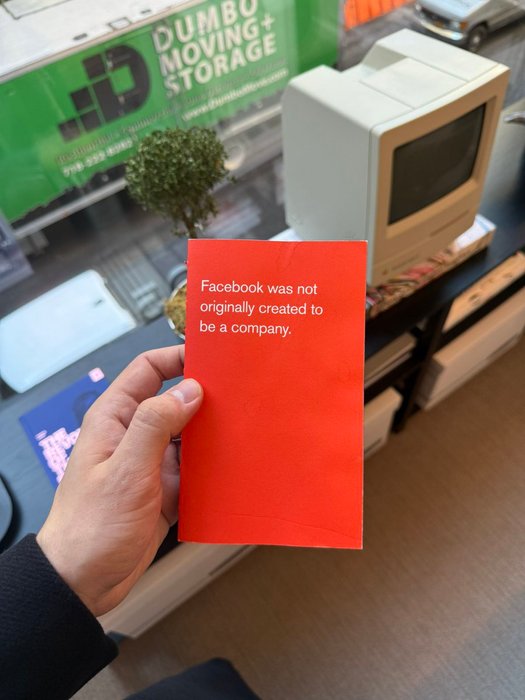 DUMBO
MOVING+
STORAGE
Facebook was not
originally created to
be a company.